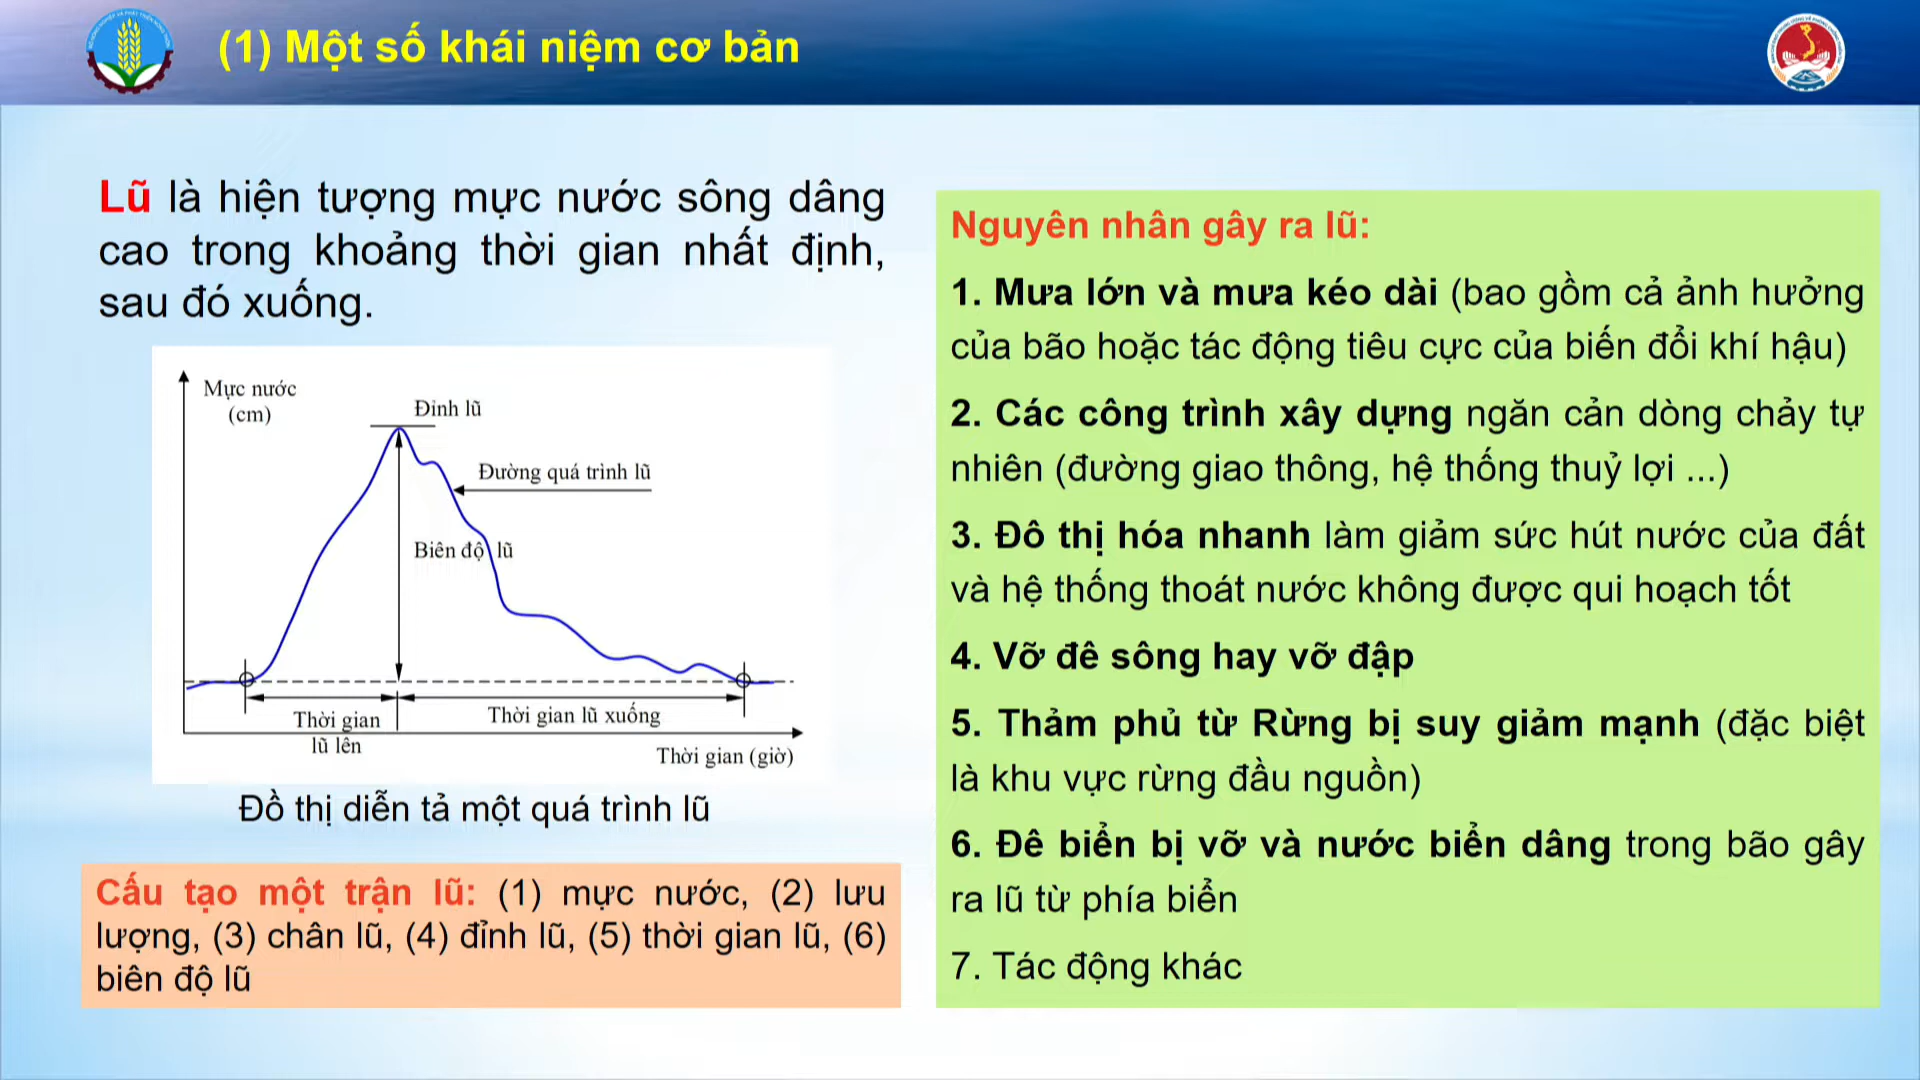 (1) Một số khái niệm cơ bản
Lũ là hiện tượng mực nước sông dâng
cao trong khoảng thời gian nhất định,
sau đó xuống.
Mực nước
(cm)
Đỉnh lũ
Đường quá trình lũ
Biên độ lũ
Thời gian
lũ lên
Thời gian lũ xuống
Thời gian (giờ)
Đồ thị diễn tả một quá trình lũ
Cấu tạo một trận lũ: (1) mực nước, (2) lưu
lượng, (3) chân lũ, (4) đỉnh lũ, (5) thời gian lũ, (6)
biên độ lũ
Nguyên nhân gây ra lũ:
1. Mưa lớn và mưa kéo dài (bao gồm cả ảnh hưởng
của bão hoặc tác động tiêu cực của biến đổi khí hậu)
2. Các công trình xây dựng ngăn cản dòng chảy tự
nhiên (đường giao thông, hệ thống thuỷ lợi ...)
3. Đô thị hóa nhanh làm giảm sức hút nước của đất
và hệ thống thoát nước không được qui hoạch tốt
4. Vỡ đê sông hay vỡ đập
5. Thảm phủ từ Rừng bị suy giảm mạnh (đặc biệt
là khu vực rừng đầu nguồn)
6. Đê biển bị vỡ và nước biển dâng trong bão gây
ra lũ từ phía biển
7. Tác động khác